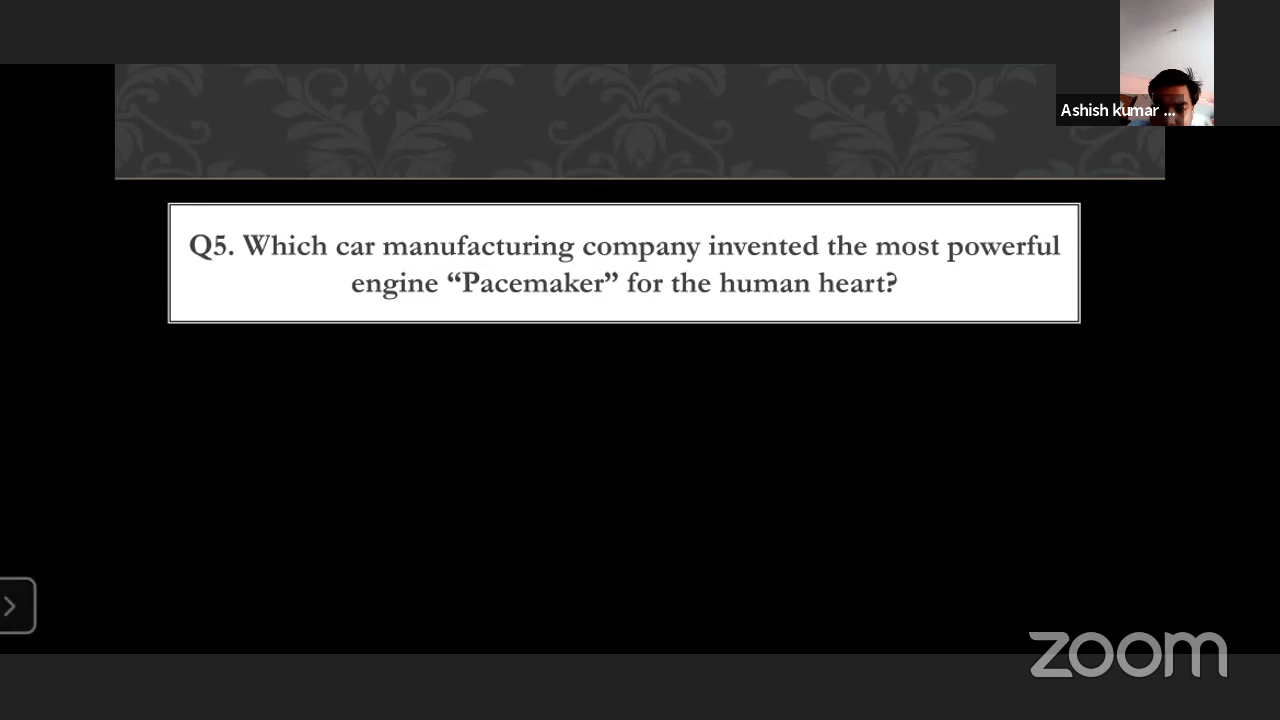 Ashish kumar ...
Q5. Which car manufacturing company invented the most powerful
engine “Pacemaker” for the human heart?
zoom